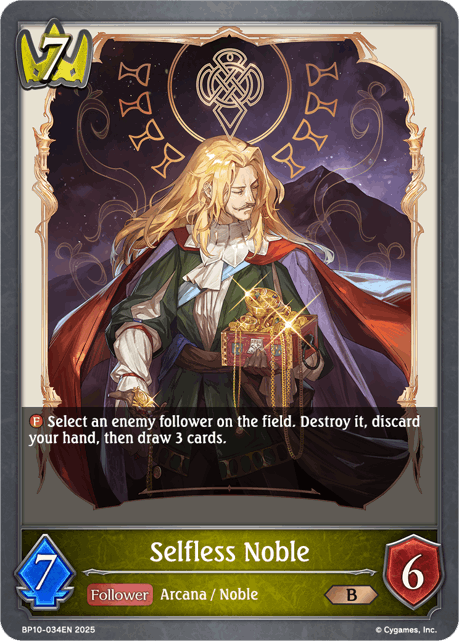 7
F Select an enemy follower on the field. Destroy it, discard
your hand, then draw 3 cards.
Selfless Noble
7
Follower Arcana / Noble
B
6
BP10-034EN 2025
© Cygames, Inc.